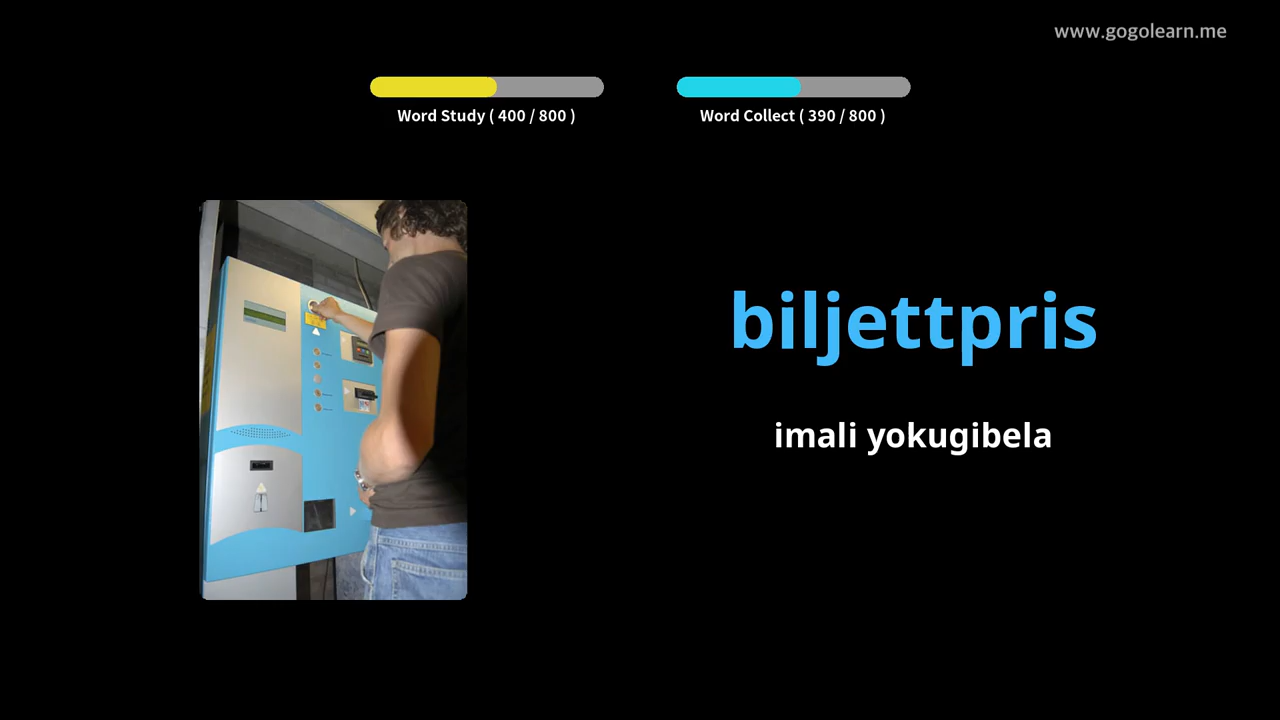 www.gogolearn.me
Word Study ( 400 / 800 )
Word Collect ( 390 / 800 )
biljettpris
imali yokugibela